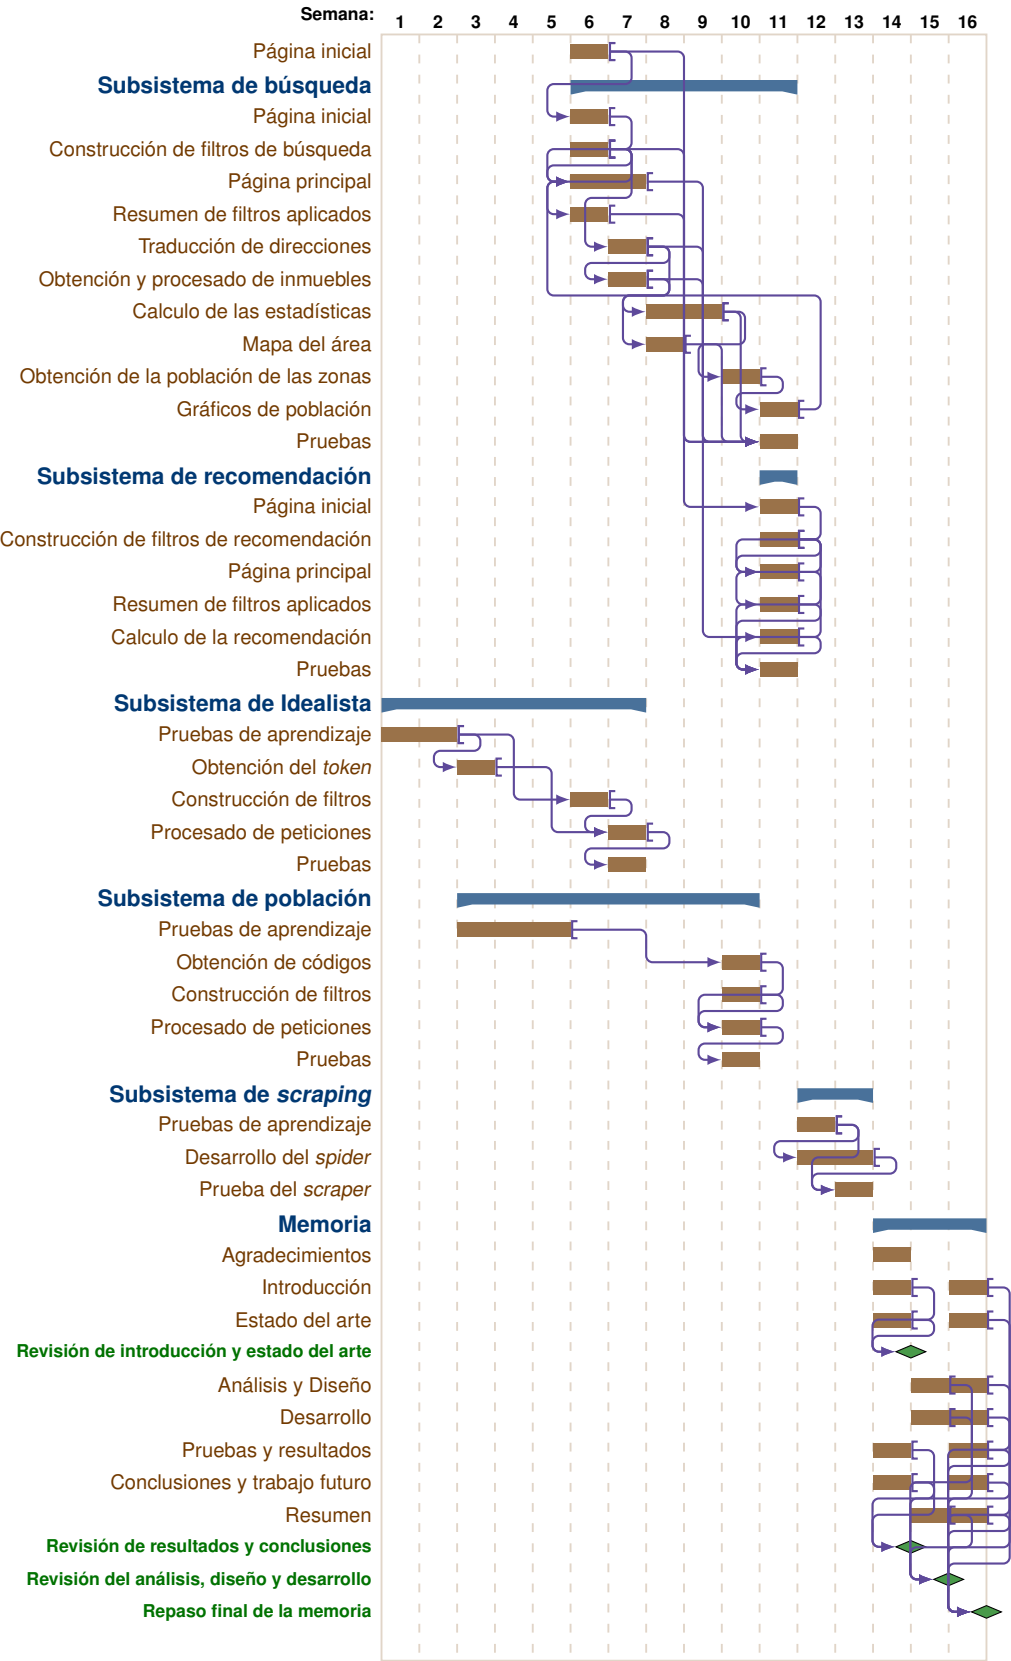 Semana: 1 2 3 4 5 6 7 8 9 10 11 12 13 14 15 16
Página inicial
Subsistema de búsqueda
Página inicial
Construcción de filtros de búsqueda
Página principal
Resumen de filtros aplicados
Traducción de direcciones
Obtención y procesado de inmuebles
Calculo de las estadísticas
Mapa del área
Obtención de la población de las zonas
Gráficos de población
Pruebas
Subsistema de recomendación
Página inicial
Construcción de filtros de recomendación
Página principal
Resumen de filtros aplicados
Calculo de la recomendación
Pruebas
Subsistema de Idealista
Pruebas de aprendizaje
Obtención del token
Construcción de filtros
Procesado de peticiones
Pruebas
Subsistema de población
Pruebas de aprendizaje
Obtención de códigos
Construcción de filtros
Procesado de peticiones
Pruebas
Subsistema de scraping
Pruebas de aprendizaje
Desarrollo del spider
Prueba del scraper
Memoria
Agradecimientos
Introducción
Estado del arte
Revisión de introducción y estado del arte
Análisis y Diseño
Desarrollo
Pruebas y resultados
Conclusiones y trabajo futuro
Resumen
Revisión de resultados y conclusiones
Revisión del análisis, diseño y desarrollo
Repaso final de la memoria